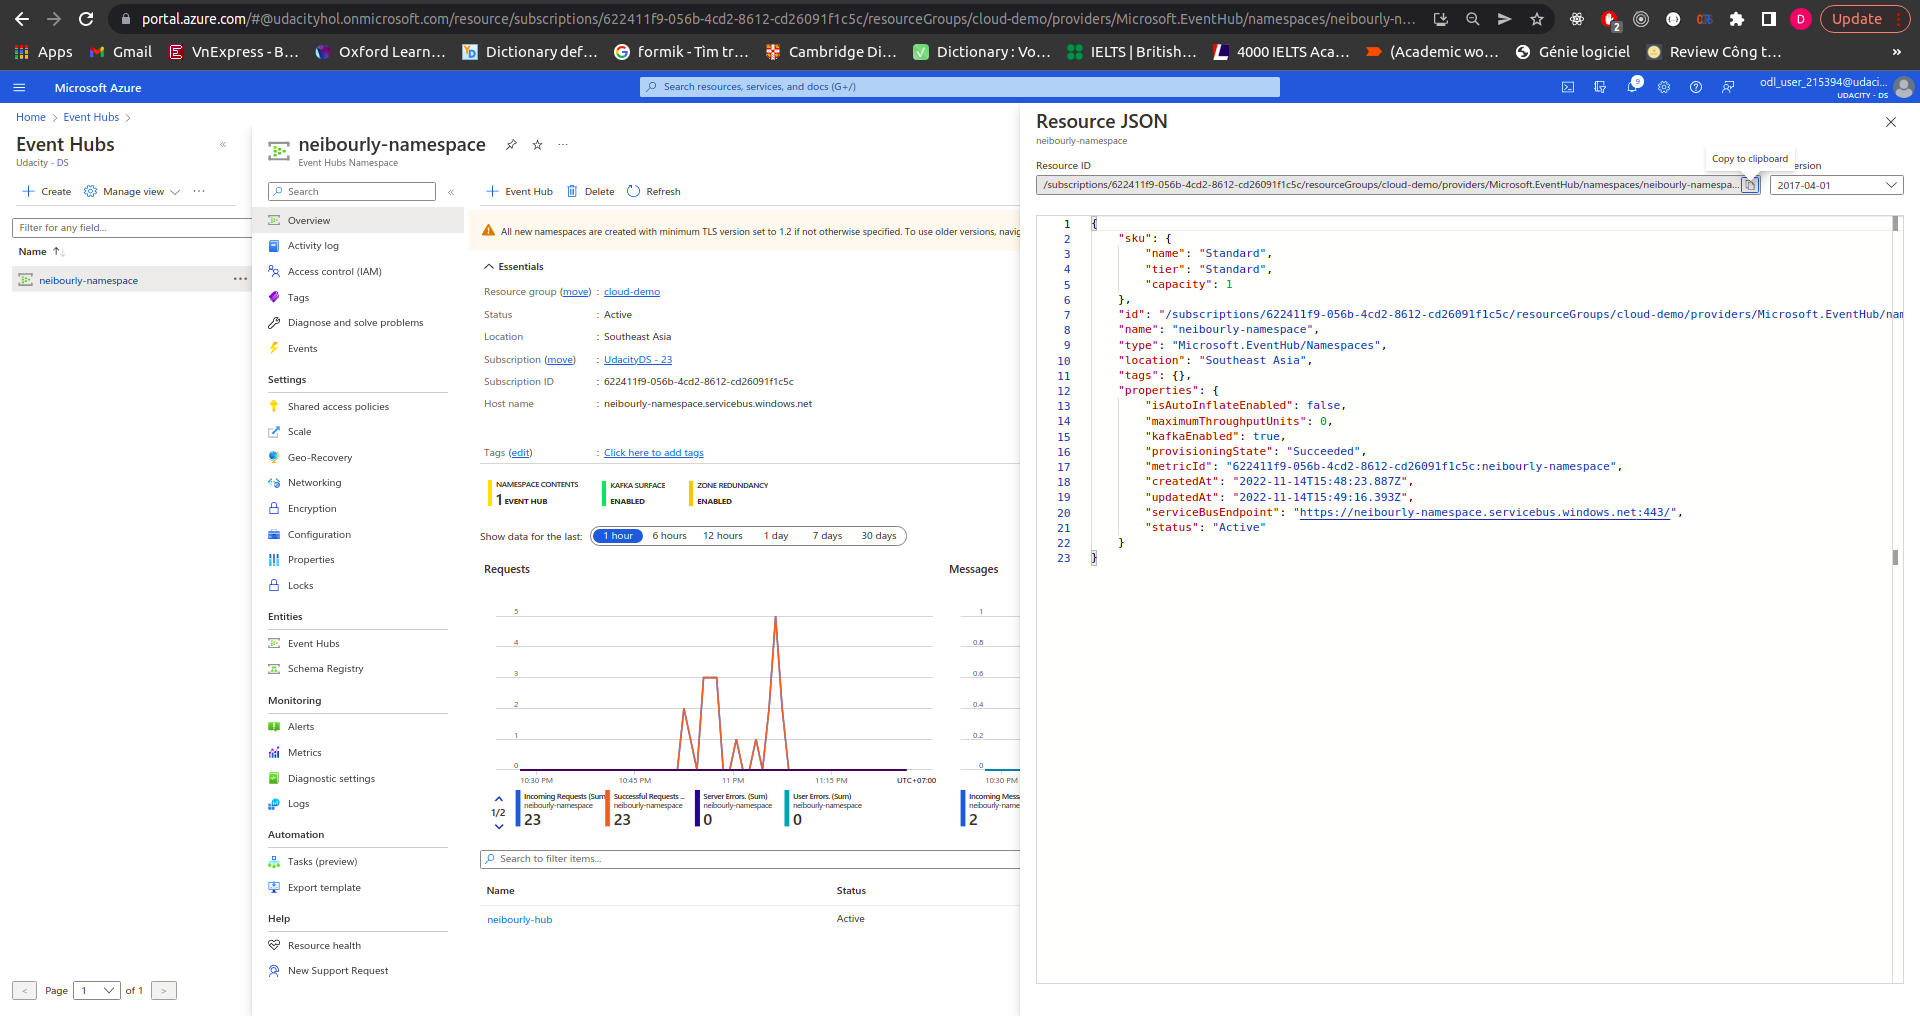 portal.azure.com/#@udacityhol.onmicrosoft.com/resource/subscriptions/622411f9-056b-4cd2-8612-cd26091f1c5c/resourceGroups/cloud-demo/providers/Microsoft.EventHub/namespaces/neibourly-n...
2
D
Update
Apps
Gmail
VnExpress - B...
Oxford Learn...
Dictionary def...
formik - Tìm tr...
Cambridge Di...
Dictionary : Vo...
IELTS | British...
4000 IELTS Aca...
(Academic wo...
Génie logiciel
Review Công t...
»
Microsoft Azure
Search resources, services, and docs (G+/)
9
odl_user_215394@udaci...
UDACITY - DS
Home > Event Hubs >
Event Hubs
Udacity - DS
Create
Manage view
Filter for any field...
Name
neibourly-namespace
Page 1 of 1
neibourly-namespace
Event Hubs Namespace
Search
Overview
Activity log
Access control (IAM)
Tags
Diagnose and solve problems
Events
Settings
Shared access policies
Scale
Geo-Recovery
Networking
Encryption
Configuration
Properties
Locks
Entities
Event Hubs
Schema Registry
Monitoring
Alerts
Metrics
Diagnostic settings
Logs
Automation
Tasks (preview)
Export template
Help
Resource health
New Support Request
Event Hub
Delete
Refresh
All new namespaces are created with minimum TLS version set to 1.2 if not otherwise specified. To use older versions, navig
Essentials
Resource group (move) : cloud-demo
Status : Active
Location : Southeast Asia
Subscription (move) : UdacityDS - 23
Subscription ID : 622411f9-056b-4cd2-8612-cd26091f1c5c
Host name : neibourly-namespace.servicebus.windows.net
Tags (edit) : Click here to add tags
NAMESPACE CONTENTS
1 EVENT HUB
KAFKA SURFACE
ENABLED
ZONE REDUNDANCY
ENABLED
Show data for the last: 1 hour 6 hours 12 hours 1 day 7 days 30 days
Requests
5
4
3
2
1
0
10:30 PM 10:45 PM 11 PM 11:15 PM UTC+07:00
1/2
Incoming Requests (Sum
neibourly-namespace
23
Successful Requests ...
neibourly-namespace
23
Server Errors. (Sum)
neibourly-namespace
0
User Errors. (Sum)
neibourly-namespace
0
Messages
1
0.8
0.6
0.4
0.2
0
10:30 PM
Incoming Messa
neibourly-names
2
Search to filter items...
Name Status
neibourly-hub Active
Resource JSON
neibourly-namespace
Copy to clipboard
Resource ID
/subscriptions/622411f9-056b-4cd2-8612-cd26091f1c5c/resourceGroups/cloud-demo/providers/Microsoft.EventHub/namespaces/neibourly-namespa...
2017-04-01
1 {
2 "sku": {
3 "name": "Standard",
4 "tier": "Standard",
5 "capacity": 1
6 },
7 "id": "/subscriptions/622411f9-056b-4cd2-8612-cd26091f1c5c/resourceGroups/cloud-demo/providers/Microsoft.EventHub/nam
8 "name": "neibourly-namespace",
9 "type": "Microsoft.EventHub/Namespaces",
10 "location": "Southeast Asia",
11 "tags": {},
12 "properties": {
13 "isAutoInflateEnabled": false,
14 "maximumThroughputUnits": 0,
15 "kafkaEnabled": true,
16 "provisioningState": "Succeeded",
17 "metricId": "622411f9-056b-4cd2-8612-cd26091f1c5c:neibourly-namespace",
18 "createdAt": "2022-11-14T15:48:23.887Z",
19 "updatedAt": "2022-11-14T15:49:16.393Z",
20 "serviceBusEndpoint": "https://neibourly-namespace.servicebus.windows.net:443/",
21 "status": "Active"
22 }
23 }